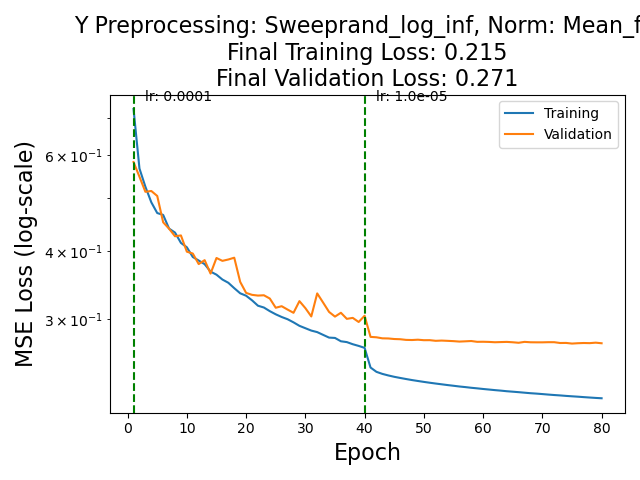 Y Preprocessing: Sweeprand_log_inf, Norm: Mean_f
Final Training Loss: 0.215
Final Validation Loss: 0.271
lr: 0.0001
lr: 1.0e-05
Training
Validation
6 × 10⁻¹
4 × 10⁻¹
3 × 10⁻¹
MSE Loss (log-scale)
0 10 20 30 40 50 60 70 80
Epoch